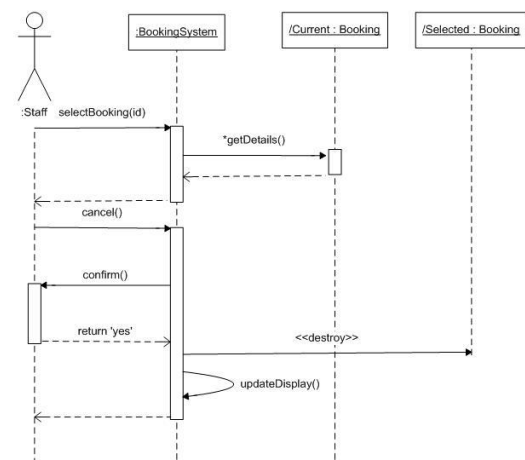 :BookingSystem
/Current : Booking
/Selected : Booking
:Staff
selectBooking(id)
*getDetails()
cancel()
confirm()
return 'yes'
<<destroy>>
updateDisplay()